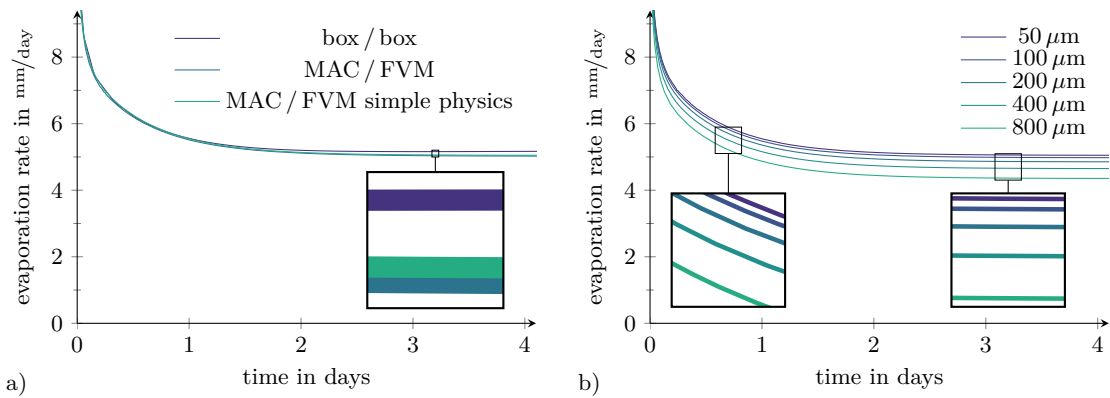 evaporation rate in mm/day
8
6
4
2
0
0 1 2 3 4
time in days
a)
box / box
MAC / FVM
MAC / FVM simple physics
evaporation rate in mm/day
8
6
4
2
0
0 1 2 3 4
time in days
b)
50 μm
100 μm
200 μm
400 μm
800 μm